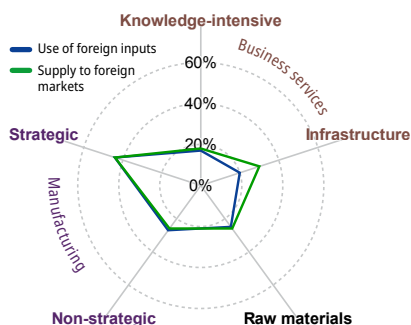 Knowledge-intensive
Use of foreign inputs
Supply to foreign
markets
Business services
60%
40%
20%
0%
Strategic
Infrastructure
Manufacturing
Non-strategic
Raw materials